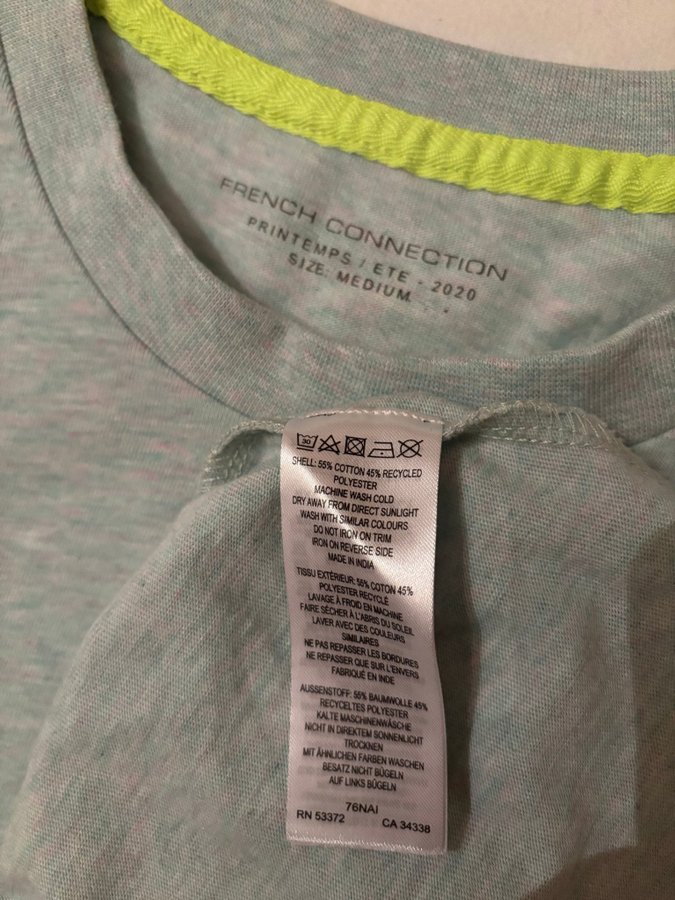 FRENCH CONNECTION
PRINTEMPS / ETE - 2020
SIZE: MEDIUM
30
SHELL: 55% COTTON 45% RECYCLED
POLYESTER
MACHINE WASH COLD
DRY AWAY FROM DIRECT SUNLIGHT
WASH WITH SIMILAR COLOURS
DO NOT IRON ON TRIM
IRON ON REVERSE SIDE
MADE IN INDIA
TISSU EXTÉRIEUR: 55% COTON 45%
POLYESTER RECYCLÉ
LAVAGE À FROID EN MACHINE
FAIRE SÉCHER À L'ABRIS DU SOLEIL
LAVER AVEC DES COULEURS
SIMILAIRES
NE PAS REPASSER LES BORDURES
NE REPASSER QUE SUR L'ENVERS
FABRIQUÉ EN INDE
AUSSENSTOFF: 55% BAUMWOLLE 45%
RECYCELTES POLYESTER
KALTE MASCHINENWÄSCHE
NICHT IN DIREKTEM SONNENLICHT
TROCKNEN
MIT ÄHNLICHEN FARBEN WASCHEN
BESATZ NICHT BÜGELN
AUF LINKS BÜGELN
76NAI
RN 53372 CA 34338